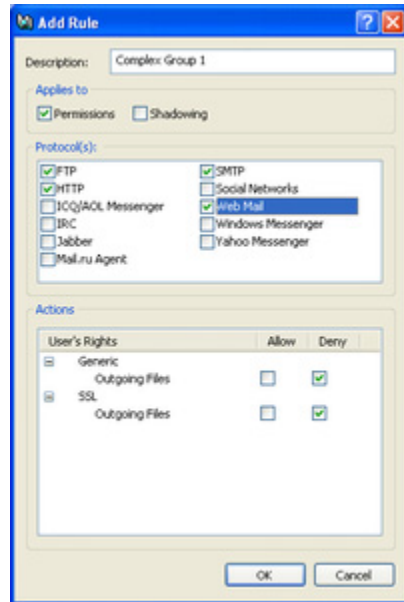 Add Rule
Description: Complex Group 1
Applies to
Permissions Shadowing
Protocol(s):
FTP SMTP
HTTP Social Networks
ICQ/AOL Messenger Web Mail
IRC Windows Messenger
Jabber Yahoo Messenger
Mail.ru Agent
Actions
User's Rights Allow Deny
Generic
Outgoing Files
SSL
Outgoing Files
OK Cancel